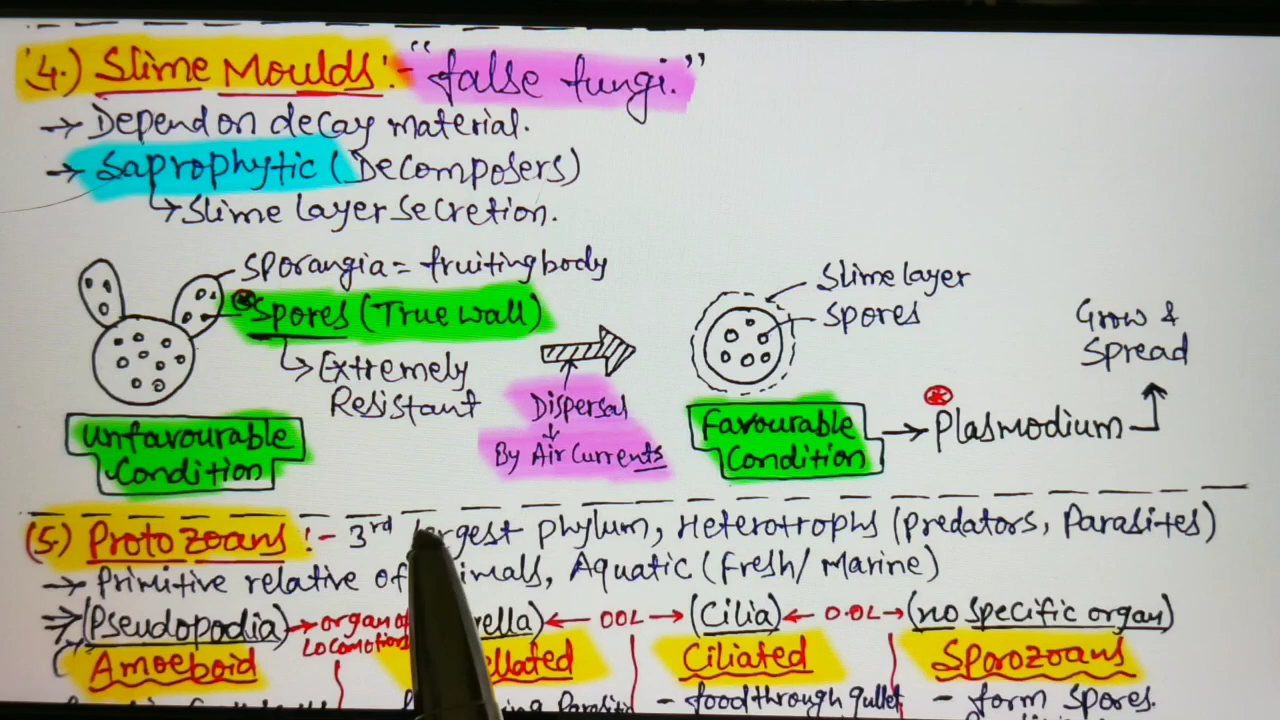 (4.) Slime Moulds:- "false fungi."
→ Depend on decay material.
→ Saprophytic (Decomposers)
↳ Slime layer secretion.
Sporangia = fruiting body
Spores (True wall)
↳ Extremely
Resistant
Unfavourable
Condition
Dispersal
↓
By Air Currents
Slime layer
Spores
Favourable
Condition
→ Plasmodium
Grow &
Spread
(5.) Protozoans :- 3rd largest phylum, Heterotrophs (Predators, Parasites)
→ Primitive relative of animals, Aquatic (Fresh/Marine)
⇒ (Pseudopodia) → organ of rella) ← OOL → (Cilia) ← O.OL → (no specific organ)
Locomotion
Amoeboid llated Ciliated Sporozoans
- food through gullet - form spores.